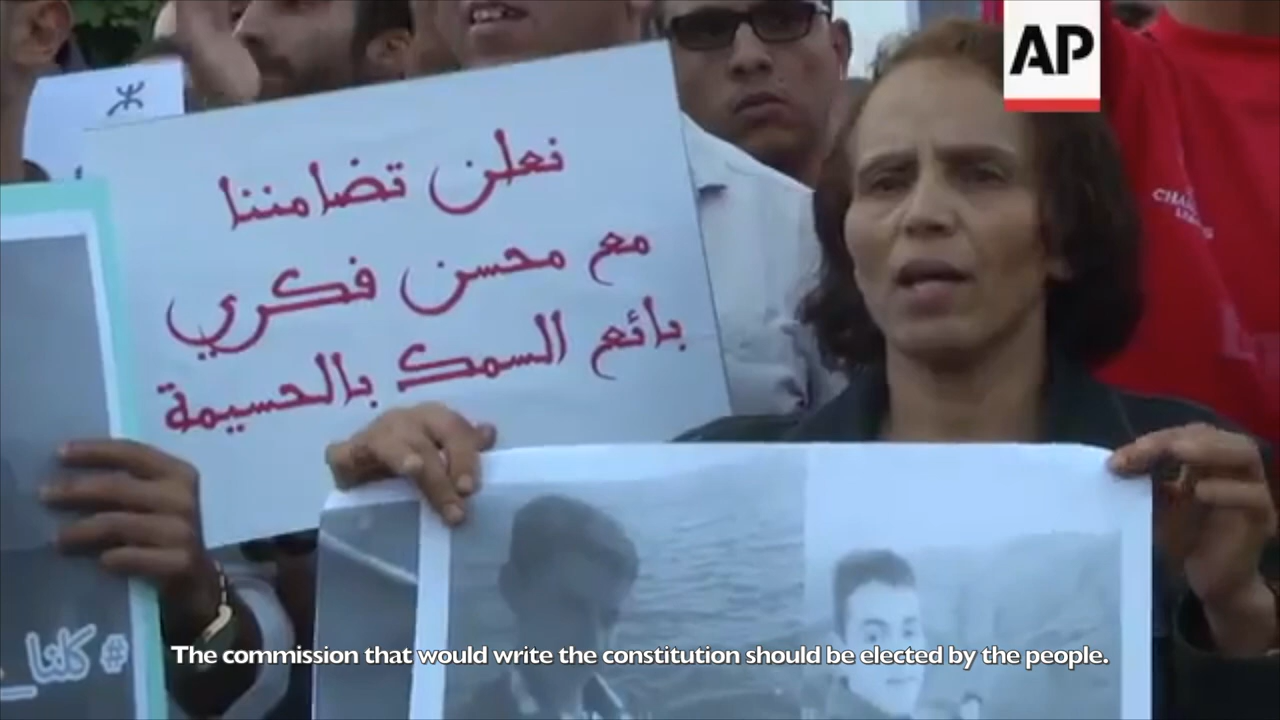 AP
ⵣ
نعلن تضامننا
مع محسن فكري
بائع السمك بالحسيمة
#كلنا_
The commission that would write the constitution should be elected by the people.